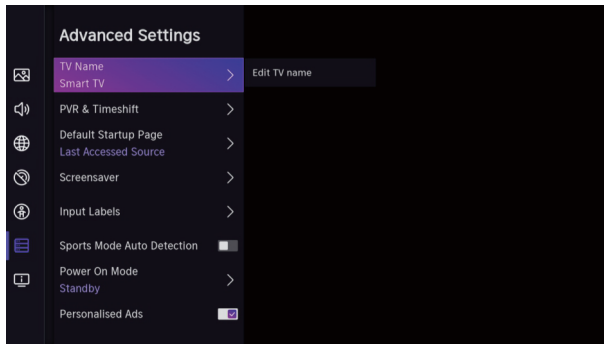 Advanced Settings
TV Name
Smart TV
Edit TV name
PVR & Timeshift
Default Startup Page
Last Accessed Source
Screensaver
Input Labels
Sports Mode Auto Detection
Power On Mode
Standby
Personalised Ads